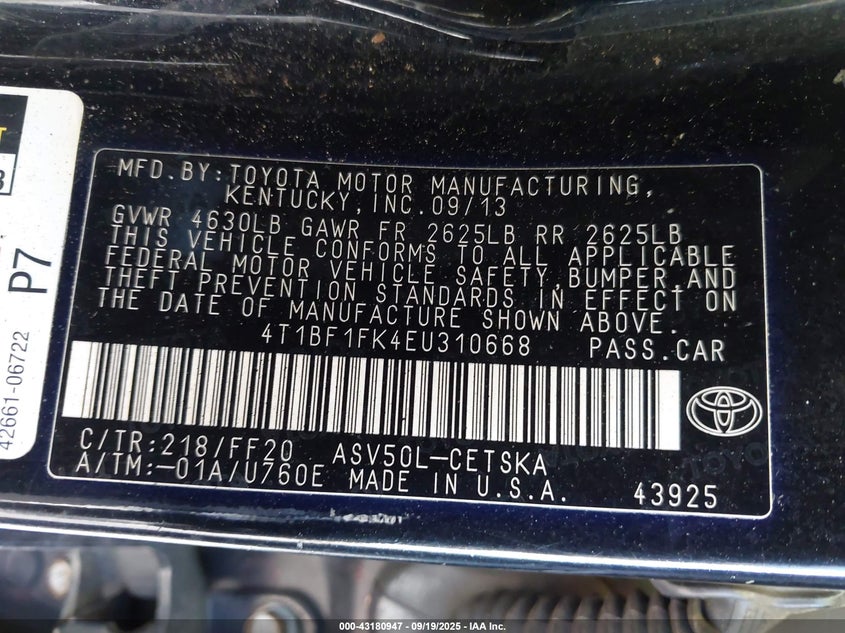 MFD.BY:TOYOTA MOTOR MANUFACTURING,
KENTUCKY,INC.09/13
GVWR 4630LB GAWR FR 2625LB RR 2625LB
THIS VEHICLE CONFORMS TO ALL APPLICABLE
FEDERAL MOTOR VEHICLE SAFETY,BUMPER,AND
THEFT PREVENTION STANDARDS IN EFFECT ON
THE DATE OF MANUFACTURE SHOWN ABOVE.
4T1BF1FK4EU310668 PASS.CAR
C/TR:218/FF20 ASV50L-CETSKA
A/TM:-01A/U760E MADE IN U.S.A. 43925
TOYOTA
P7
42661-06722
000-43180947 - 09/19/2025 - IAA Inc.